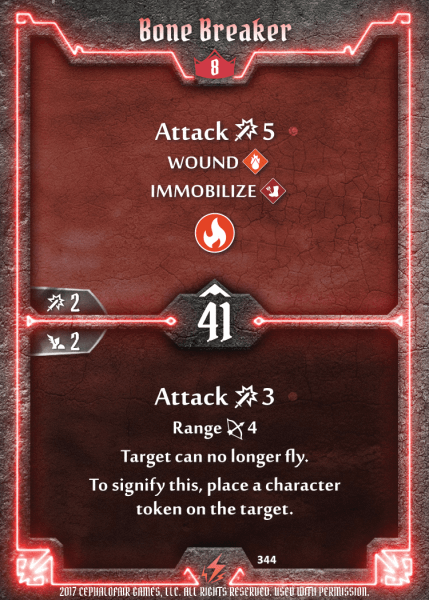 Bone Breaker
8
Attack 5
WOUND
IMMOBILIZE
2
41
2
Attack 3
Range 4
Target can no longer fly.
To signify this, place a character
token on the target.
344
2017 CEPHALOFAIR GAMES, LLC. ALL RIGHTS RESERVED. USED WITH PERMISSION.